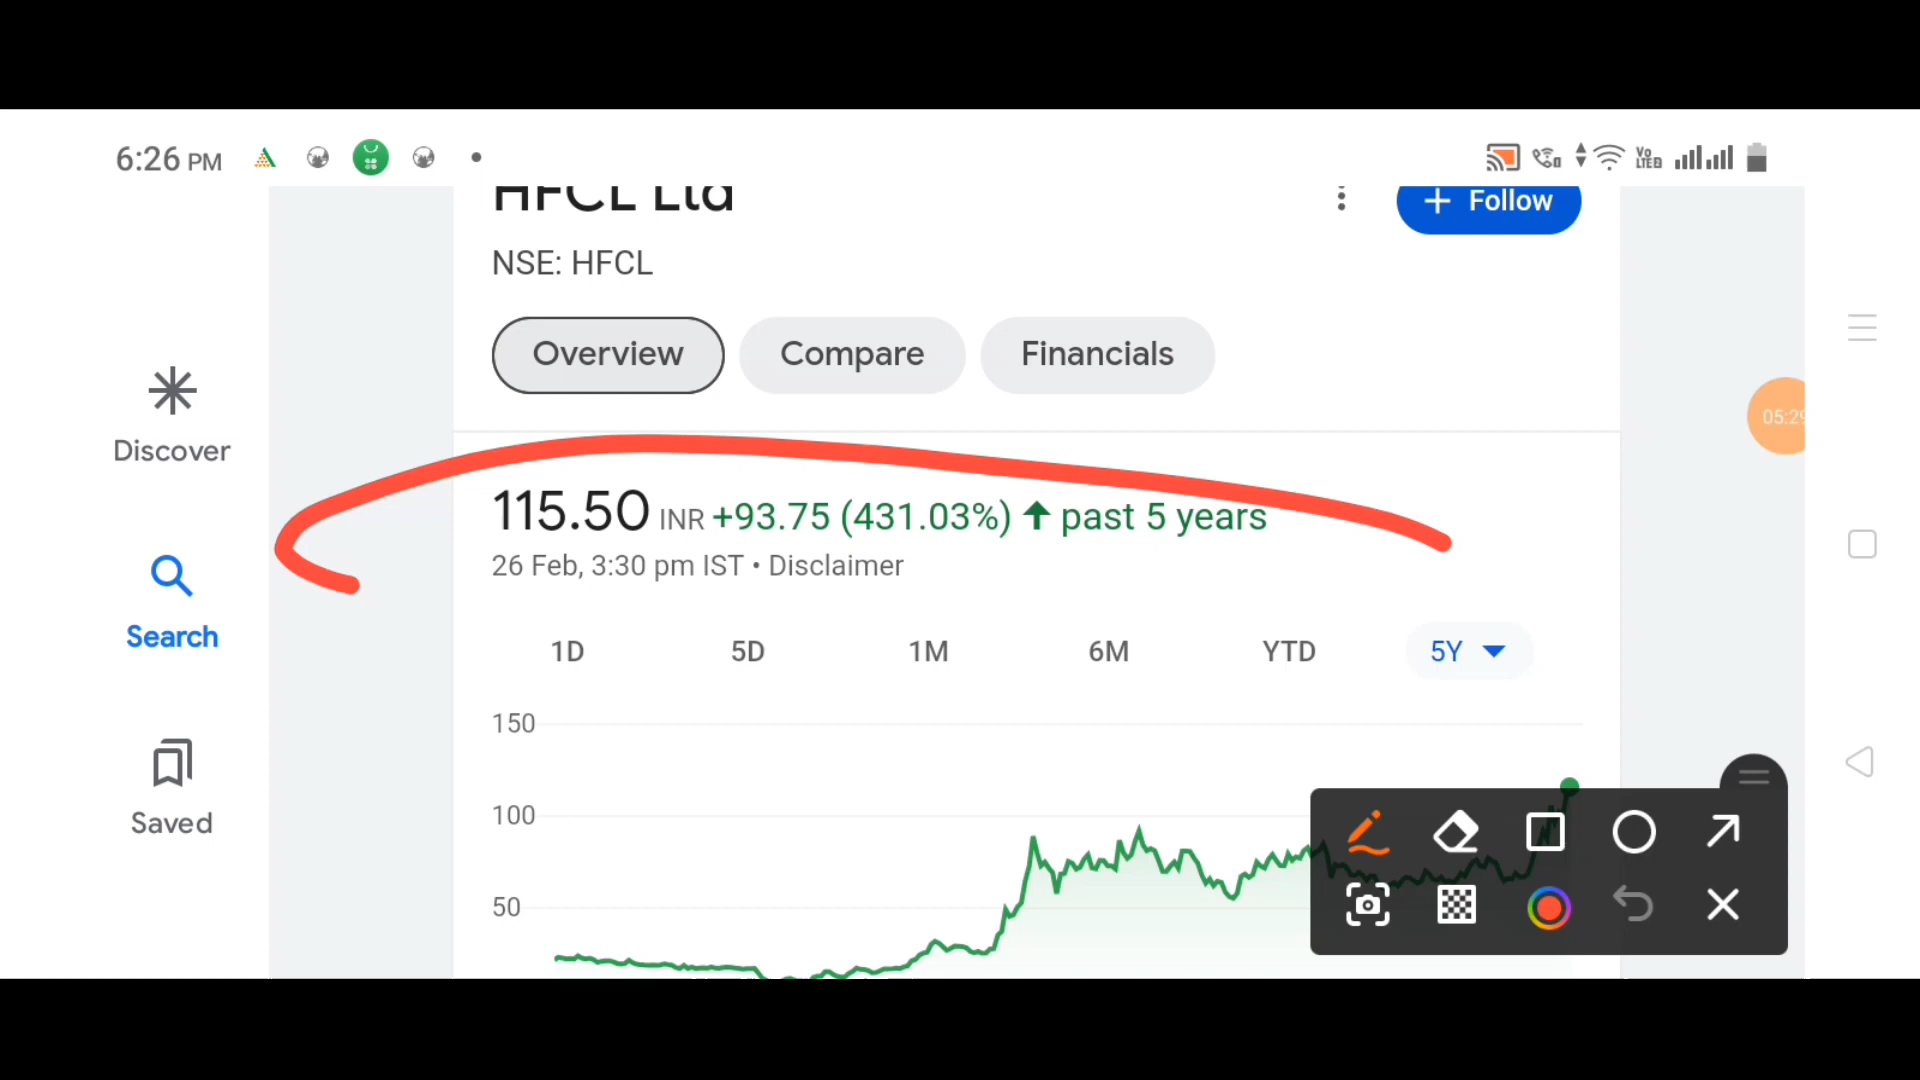 6:26 PM
HFCL Ltd
+ Follow
NSE: HFCL
Overview Compare Financials
Discover
Search
Saved
115.50 INR +93.75 (431.03%) ↑ past 5 years
26 Feb, 3:30 pm IST • Disclaimer
1D 5D 1M 6M YTD 5Y
150
100
50